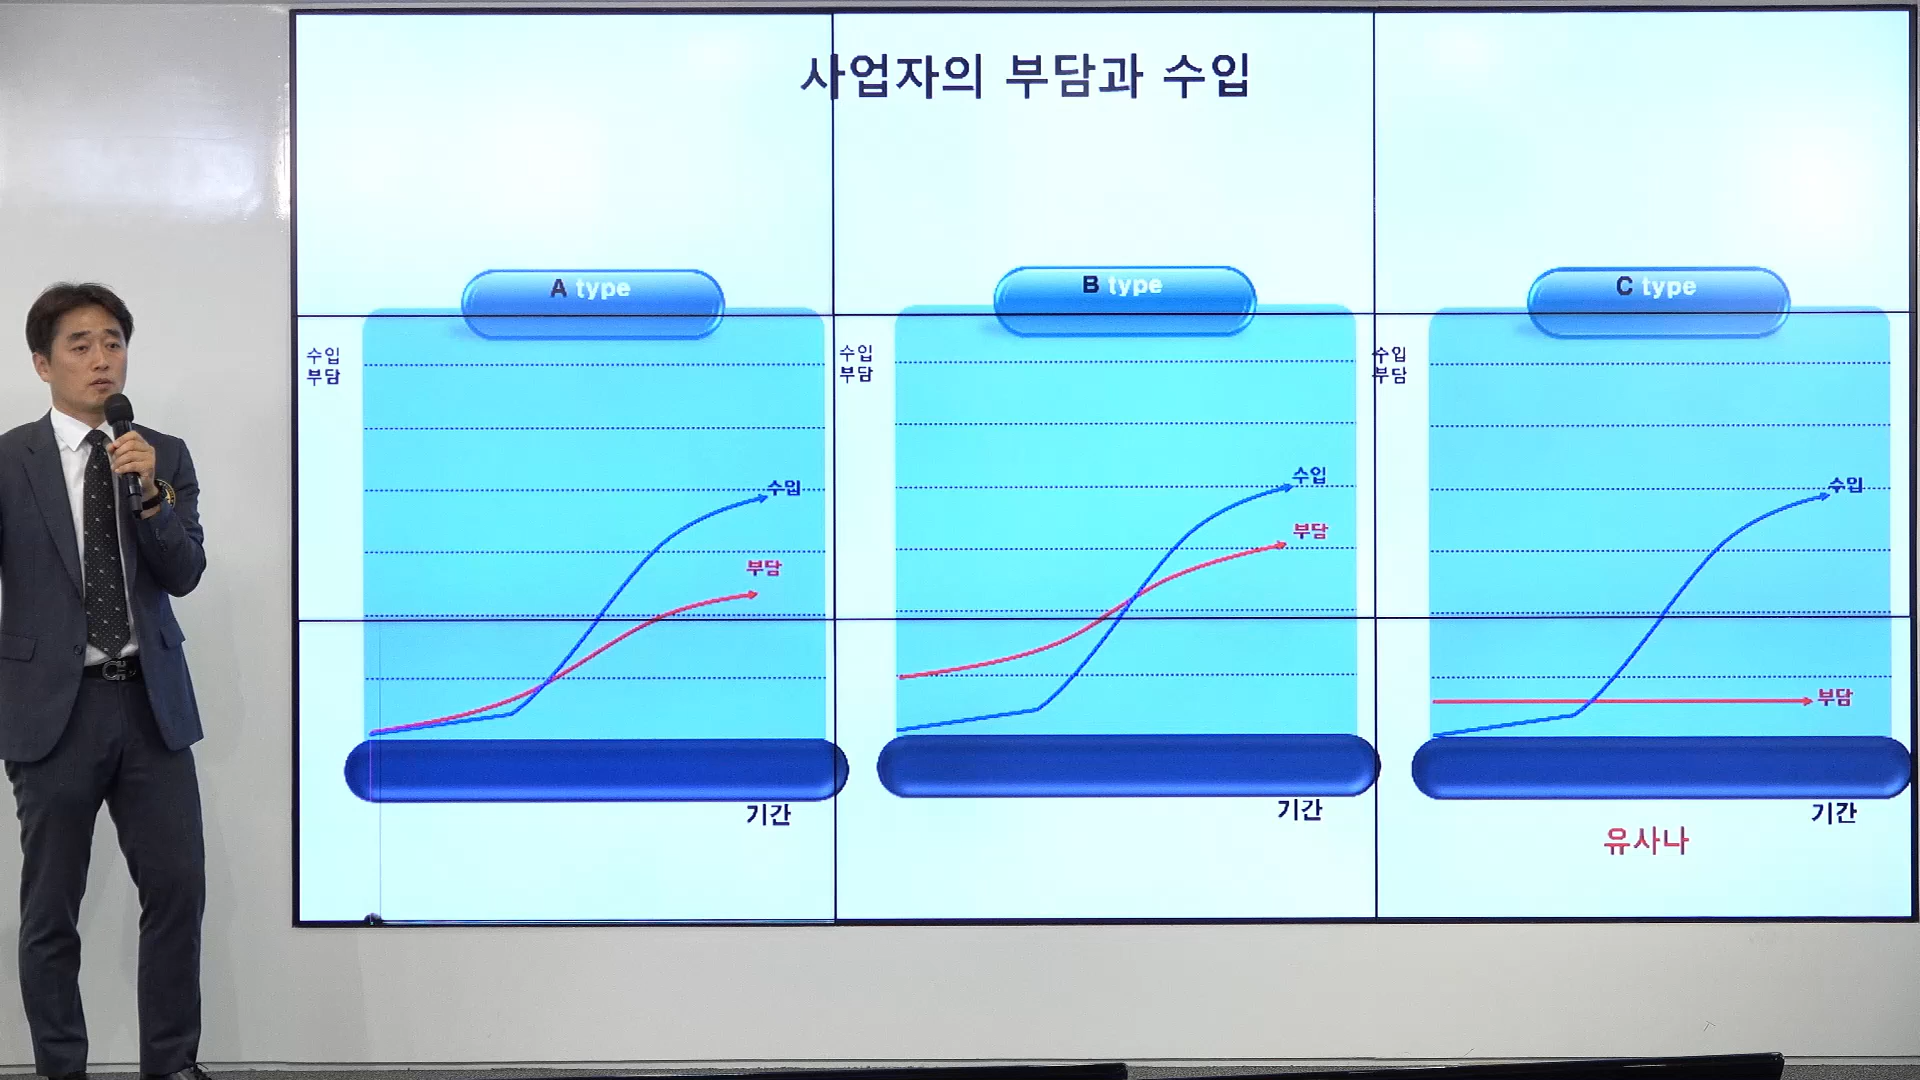 사업자의 부담과 수입
A type
B type
C type
수입
부담
수입
부담
수입
부담
수입
부담
수입
부담
수입
부담
기간
기간
기간
유사나